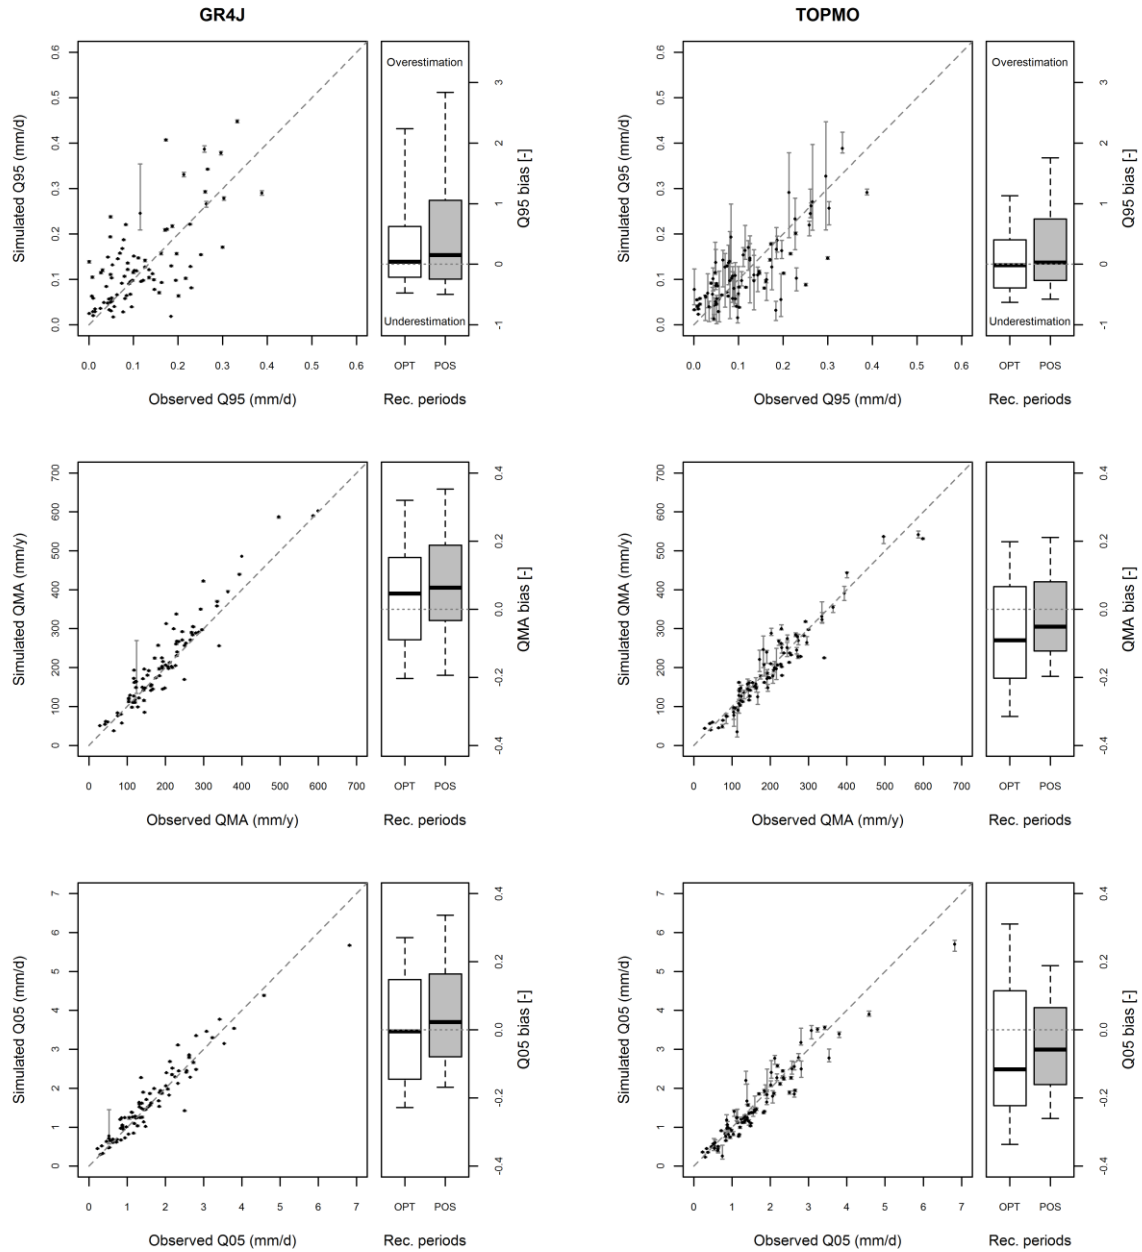 GR4J
TOPMO
Simulated Q95 (mm/d)
0.6
0.5
0.4
0.3
0.2
0.1
0.0
0.0 0.1 0.2 0.3 0.4 0.5 0.6
Observed Q95 (mm/d)
Overestimation
Underestimation
3
2
1
0
-1
Q95 bias [-]
OPT POS
Rec. periods
Simulated Q95 (mm/d)
0.6
0.5
0.4
0.3
0.2
0.1
0.0
0.0 0.1 0.2 0.3 0.4 0.5 0.6
Observed Q95 (mm/d)
Overestimation
Underestimation
3
2
1
0
-1
Q95 bias [-]
OPT POS
Rec. periods
Simulated QMA (mm/y)
700
600
500
400
300
200
100
0
0 100 200 300 400 500 600 700
Observed QMA (mm/y)
0.4
0.2
0.0
-0.2
-0.4
QMA bias [-]
OPT POS
Rec. periods
Simulated QMA (mm/y)
700
600
500
400
300
200
100
0
0 100 200 300 400 500 600 700
Observed QMA (mm/y)
0.4
0.2
0.0
-0.2
-0.4
QMA bias [-]
OPT POS
Rec. periods
Simulated Q05 (mm/d)
7
6
5
4
3
2
1
0
0 1 2 3 4 5 6 7
Observed Q05 (mm/d)
0.4
0.2
0.0
-0.2
-0.4
Q05 bias [-]
OPT POS
Rec. periods
Simulated Q05 (mm/d)
7
6
5
4
3
2
1
0
0 1 2 3 4 5 6 7
Observed Q05 (mm/d)
0.4
0.2
0.0
-0.2
-0.4
Q05 bias [-]
OPT POS
Rec. periods